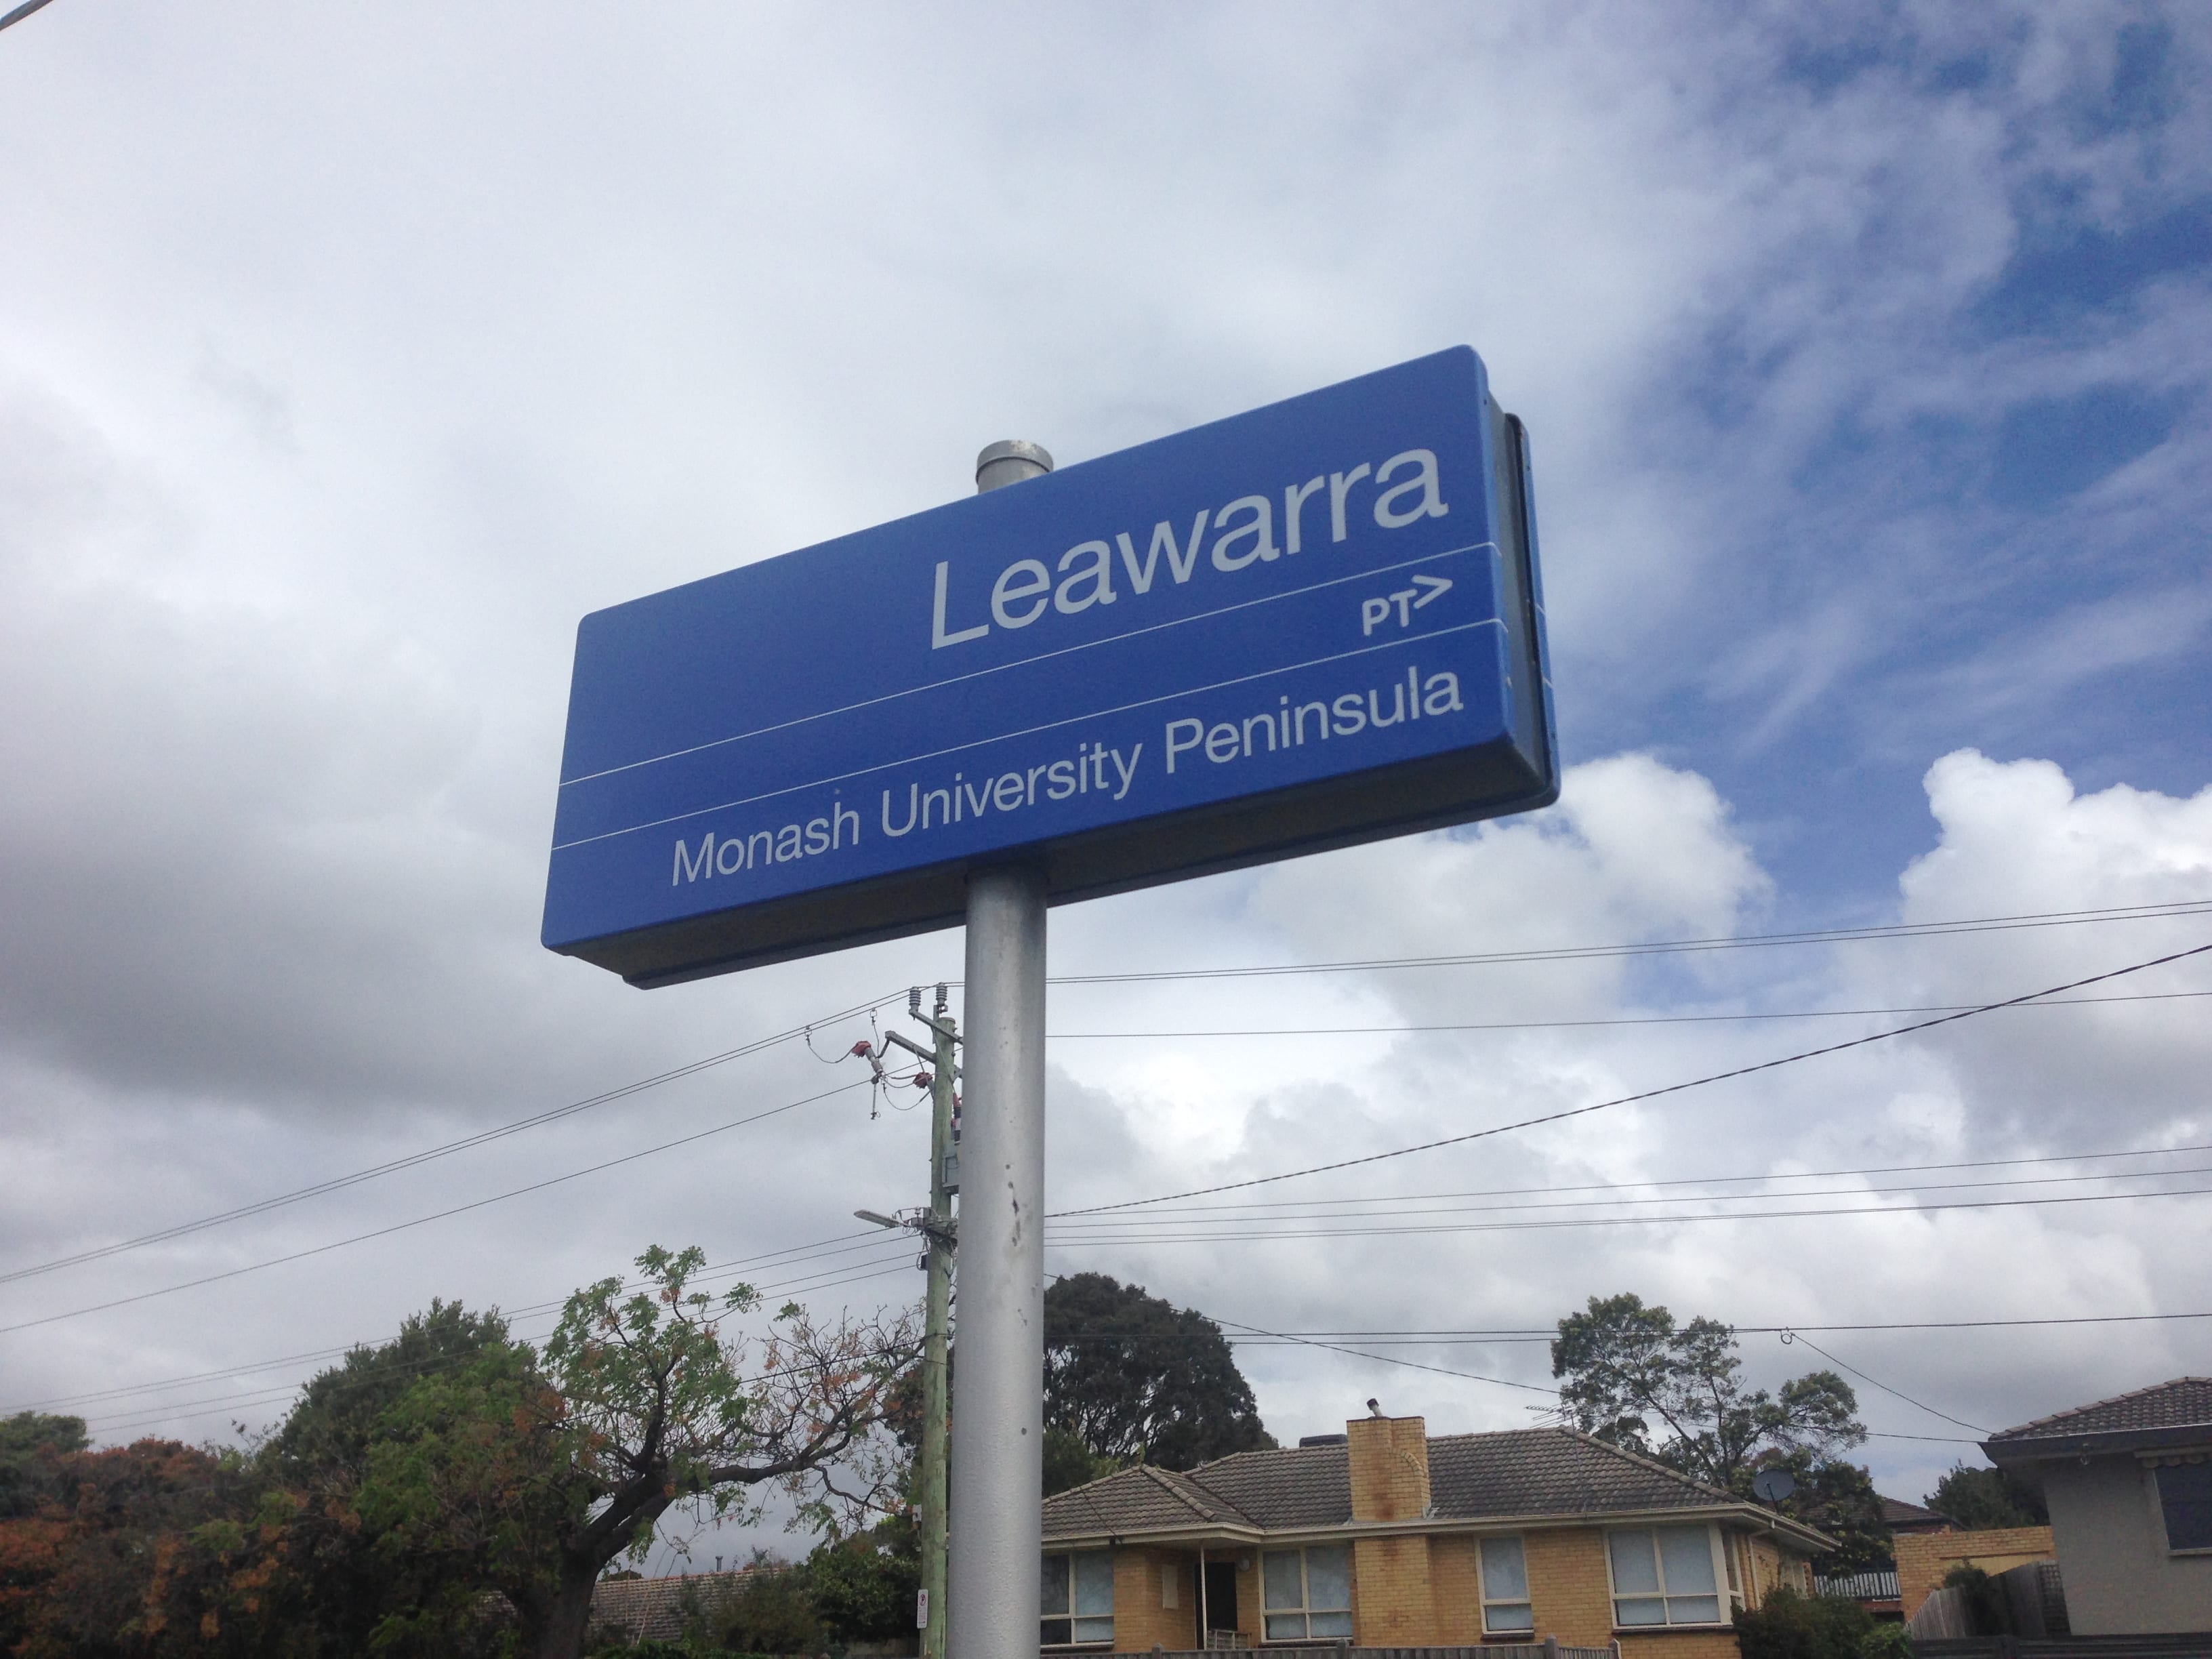 Leawarra
PT>
Monash University Peninsula